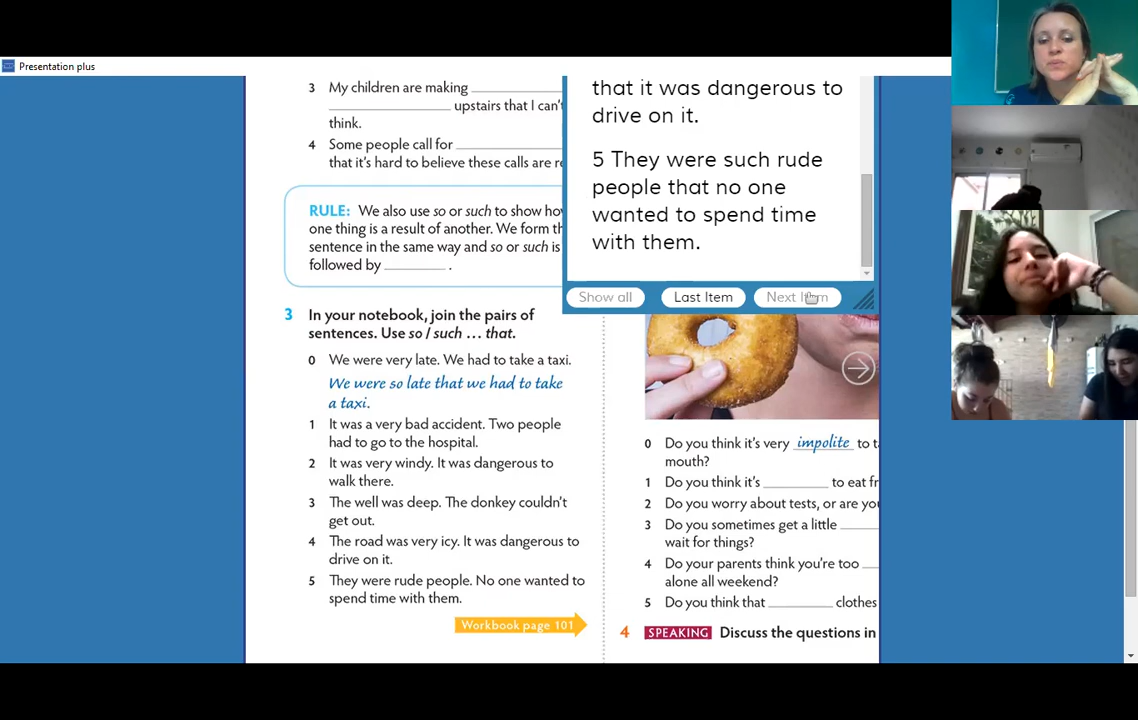 Presentation plus
3 My children are making ____________
____________ upstairs that I can't
think.
4 Some people call for ____________
that it's hard to believe these calls are
RULE: We also use so or such to show
one thing is a result of another. We form
sentence in the same way and so or such is
followed by ________ .
3 In your notebook, join the pairs of
sentences. Use so / such … that.
0 We were very late. We had to take a taxi.
We were so late that we had to take
a taxi.
1 It was a very bad accident. Two people
had to go to the hospital.
2 It was very windy. It was dangerous to
walk there.
3 The well was deep. The donkey couldn't
get out.
4 The road was very icy. It was dangerous to
drive on it.
5 They were rude people. No one wanted to
spend time with them.
Workbook page 101
that it was dangerous to
drive on it.
5 They were such rude
people that no one
wanted to spend time
with them.
Show all
Last Item
Next Item
0 Do you think it's very impolite to
mouth?
1 Do you think it's ________ to eat
2 Do you worry about tests, or are
3 Do you sometimes get a little
wait for things?
4 Do your parents think you're too
alone all weekend?
5 Do you think that ________ clothes
4 SPEAKING Discuss the questions in